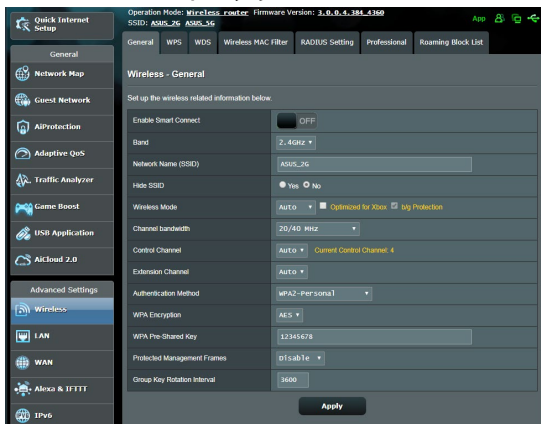 Quick Internet Setup
Operation Mode: Wireless router Firmware Version: 3.0.0.4.384_4360
SSID: ASUS_2G ASUS_5G
App
General WPS WDS Wireless MAC Filter RADIUS Setting Professional Roaming Block List
General
Network Map
Guest Network
AiProtection
Adaptive QoS
Traffic Analyzer
Game Boost
USB Application
AiCloud 2.0
Advanced Settings
Wireless
LAN
WAN
Alexa & IFTTT
IPv6
Wireless - General
Set up the wireless related information below.
Enable Smart Connect OFF
Band 2.4GHz
Network Name (SSID) ASUS_2G
Hide SSID Yes No
Wireless Mode Auto Optimized for Xbox b/g Protection
Channel bandwidth 20/40 MHz
Control Channel Auto Current Control Channel: 4
Extension Channel Auto
Authentication Method WPA2-Personal
WPA Encryption AES
WPA Pre-Shared Key 12345678
Protected Management Frames Disable
Group Key Rotation Interval 3600
Apply